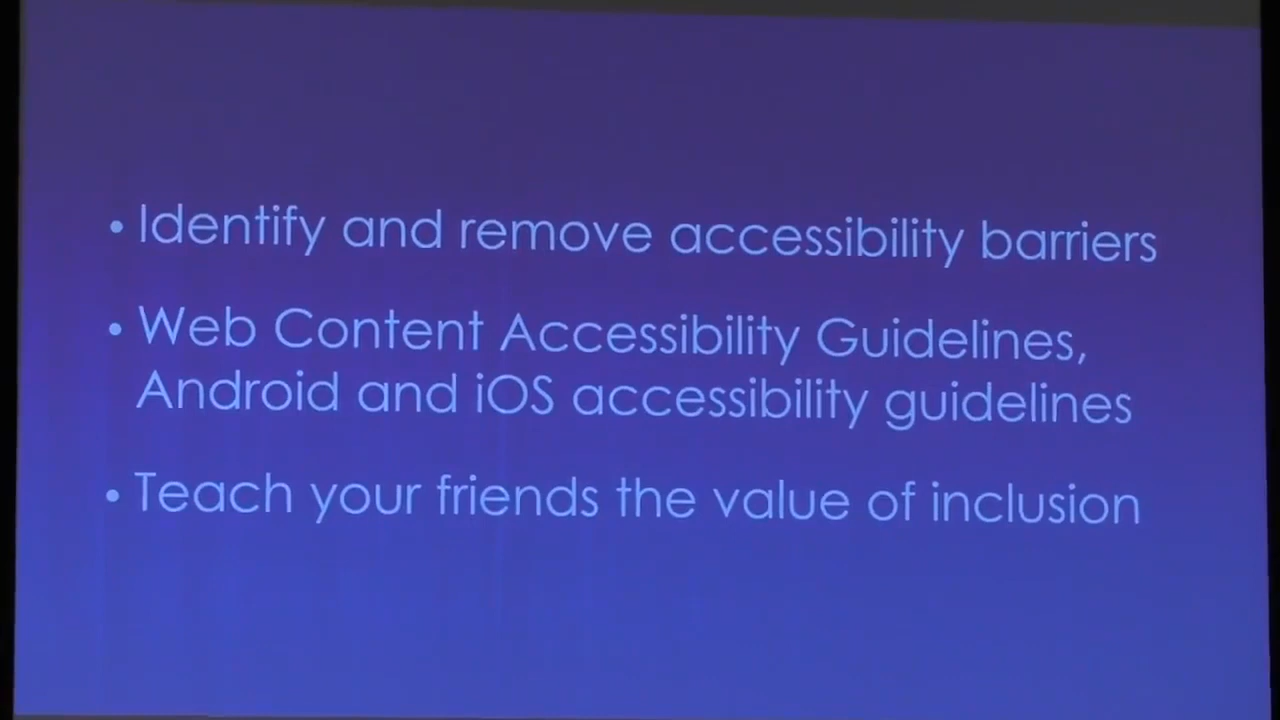 • Identify and remove accessibility barriers
• Web Content Accessibility Guidelines,
Android and iOS accessibility guidelines
• Teach your friends the value of inclusion